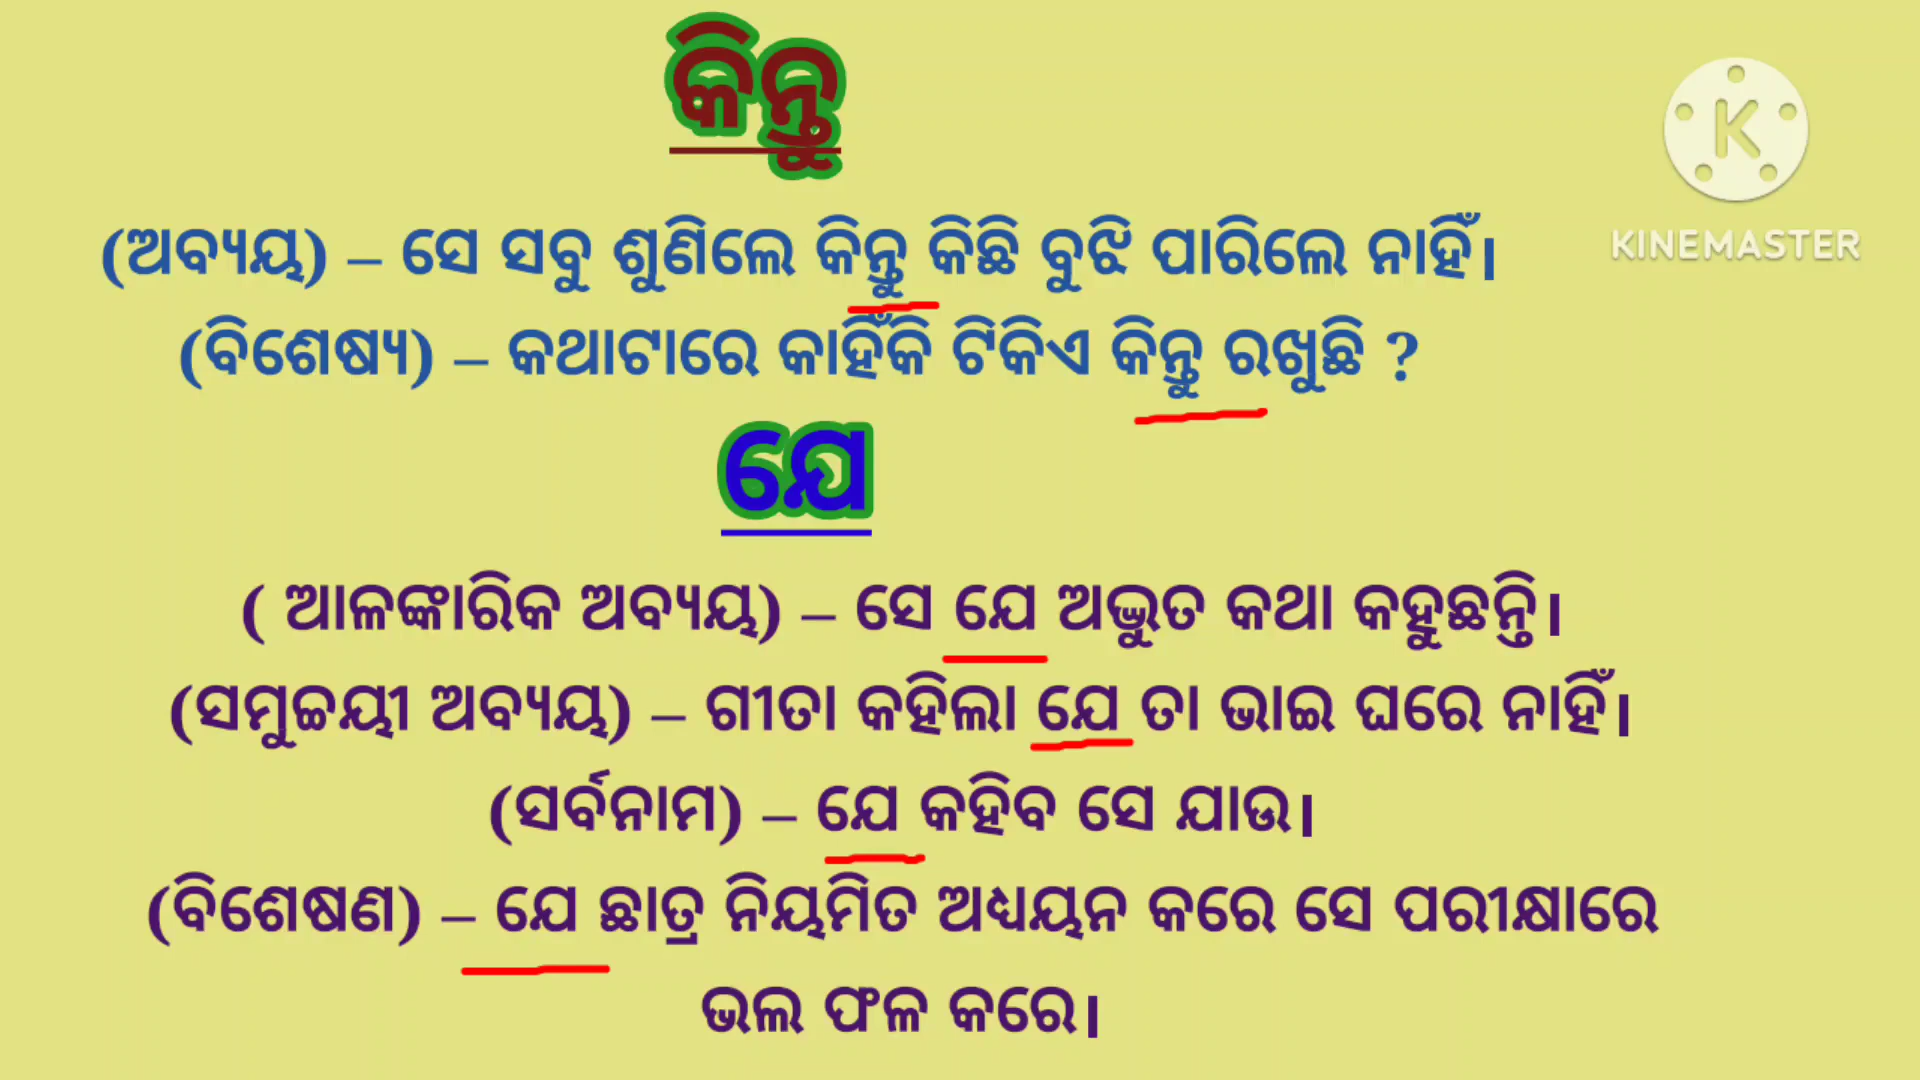 କିନ୍ତୁ
KINEMASTER
(ଅବ୍ୟୟ) – ସେ ସବୁ ଶୁଣିଲେ କିନ୍ତୁ କିଛି ବୁଝି ପାରିଲେ ନାହିଁ।
(ବିଶେଷ୍ୟ) – କଥାଟାରେ କାହିଁକି ଟିକିଏ କିନ୍ତୁ ରଖୁଛି ?
ଯେ
( ଆଳଙ୍କାରିକ ଅବ୍ୟୟ) – ସେ ଯେ ଅଦ୍ଭୁତ କଥା କହୁଛନ୍ତି।
(ସମୁଚ୍ଚୟୀ ଅବ୍ୟୟ) – ଗୀତା କହିଲା ଯେ ତା ଭାଇ ଘରେ ନାହିଁ।
(ସର୍ବନାମ) – ଯେ କହିବ ସେ ଯାଉ।
(ବିଶେଷଣ) – ଯେ ଛାତ୍ର ନିୟମିତ ଅଧ୍ୟୟନ କରେ ସେ ପରୀକ୍ଷାରେ
ଭଲ ଫଳ କରେ।